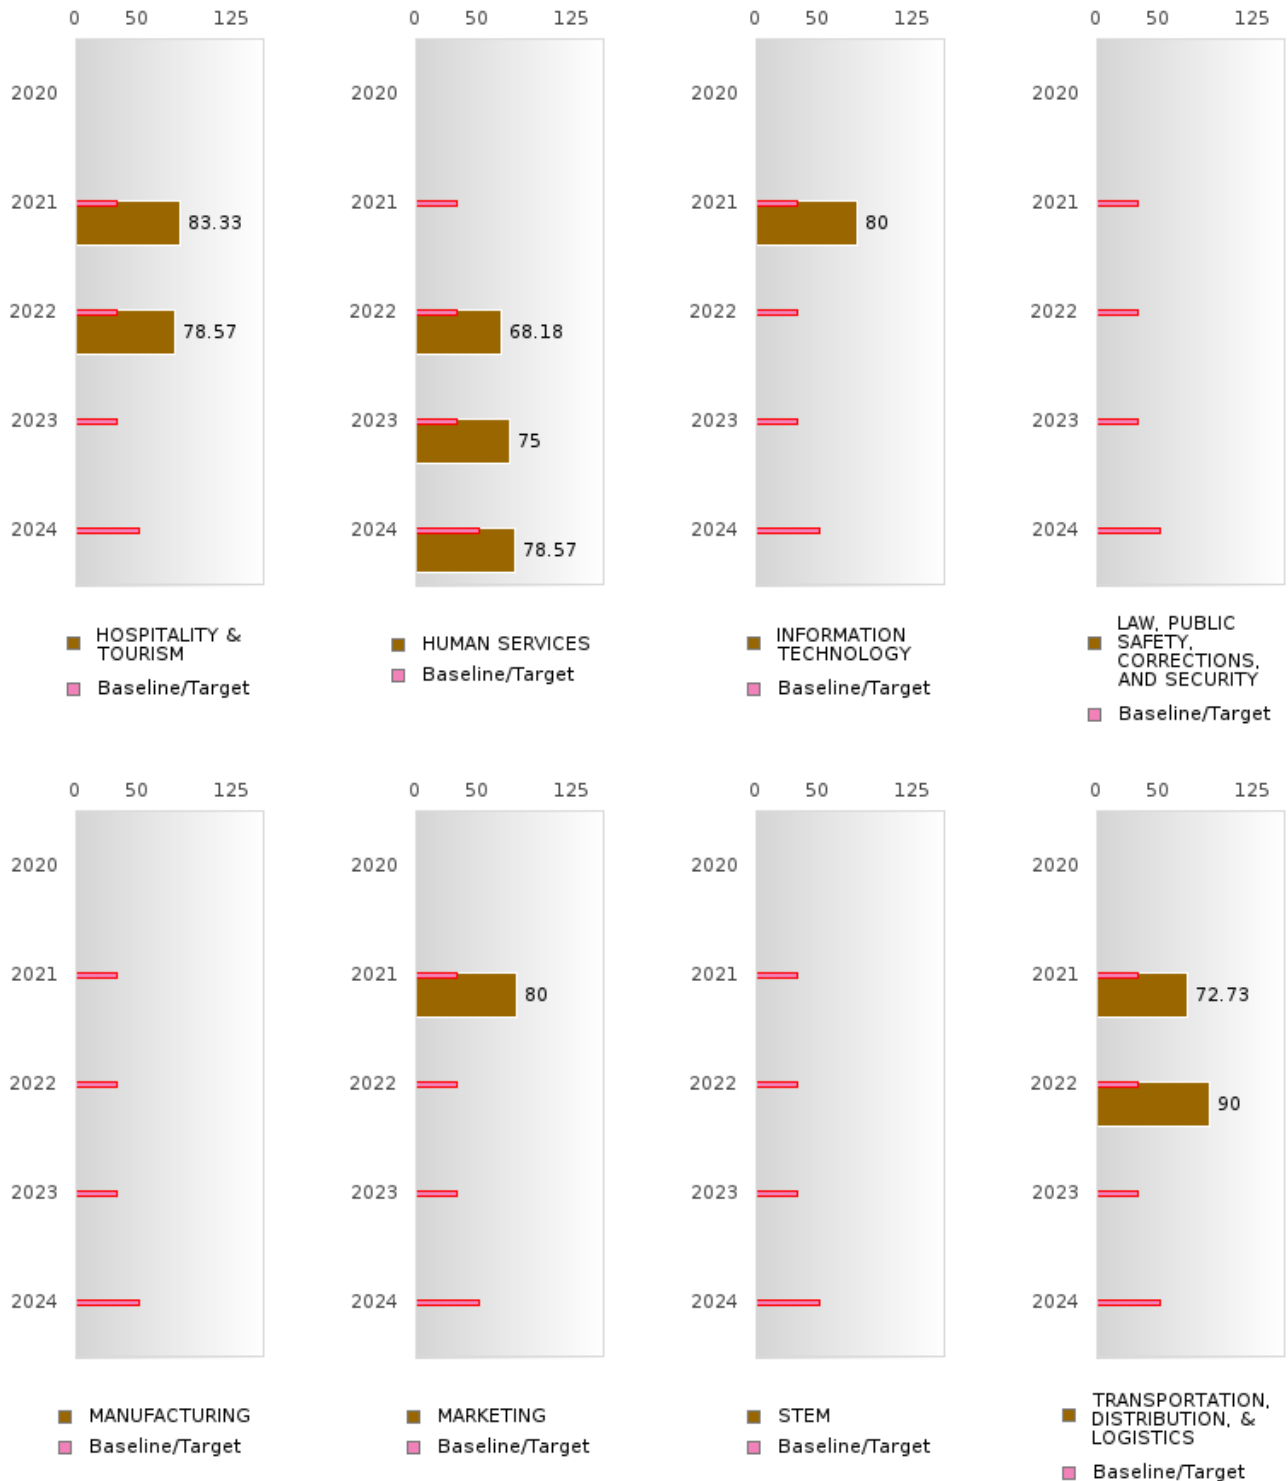 0 50 125
0 50 125
0 50 125
0 50 125
2020
2021
83.33
2022
78.57
2023
2024
HOSPITALITY &
TOURISM
Baseline/Target
2020
2021
2022
68.18
2023
75
2024
78.57
HUMAN SERVICES
Baseline/Target
2020
2021
80
2022
2023
2024
INFORMATION
TECHNOLOGY
Baseline/Target
2020
2021
2022
2023
2024
LAW, PUBLIC
SAFETY,
CORRECTIONS,
AND SECURITY
Baseline/Target
0 50 125
0 50 125
0 50 125
0 50 125
2020
2021
2022
2023
2024
MANUFACTURING
Baseline/Target
2020
2021
80
2022
2023
2024
MARKETING
Baseline/Target
2020
2021
2022
2023
2024
STEM
Baseline/Target
2020
2021
72.73
2022
90
2023
2024
TRANSPORTATION,
DISTRIBUTION, &
LOGISTICS
Baseline/Target